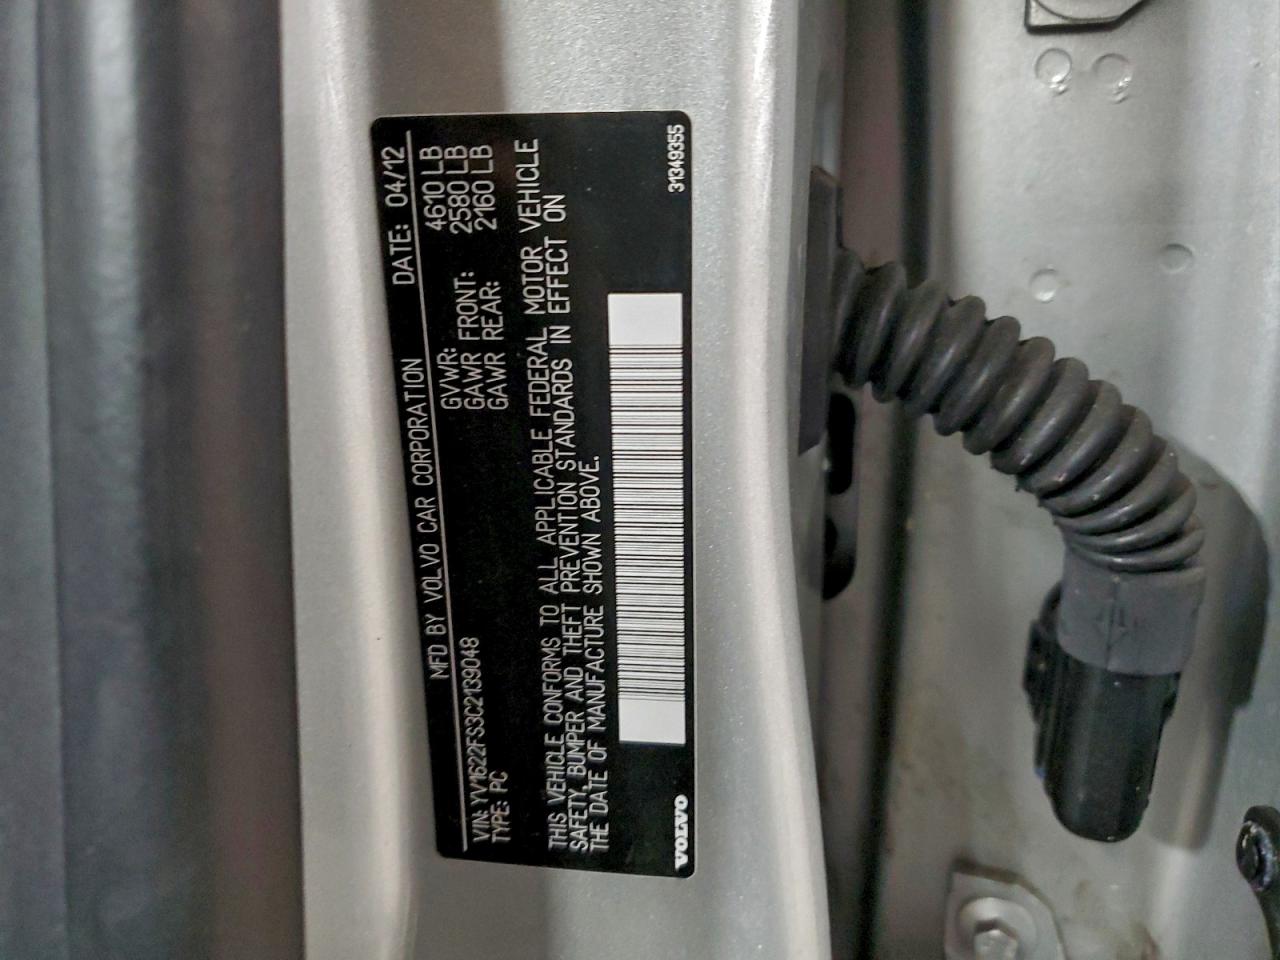 MFD BY VOLVO CAR CORPORATION DATE: 04/12
GVWR: 4610 LB
GAWR FRONT: 2580 LB
VIN: YV1622FS3C2139048 GAWR REAR: 2160 LB
TYPE: PC
THIS VEHICLE CONFORMS TO ALL APPLICABLE FEDERAL MOTOR VEHICLE
SAFETY, BUMPER AND THEFT PREVENTION STANDARDS IN EFFECT ON
THE DATE OF MANUFACTURE SHOWN ABOVE.
VOLVO 31349355